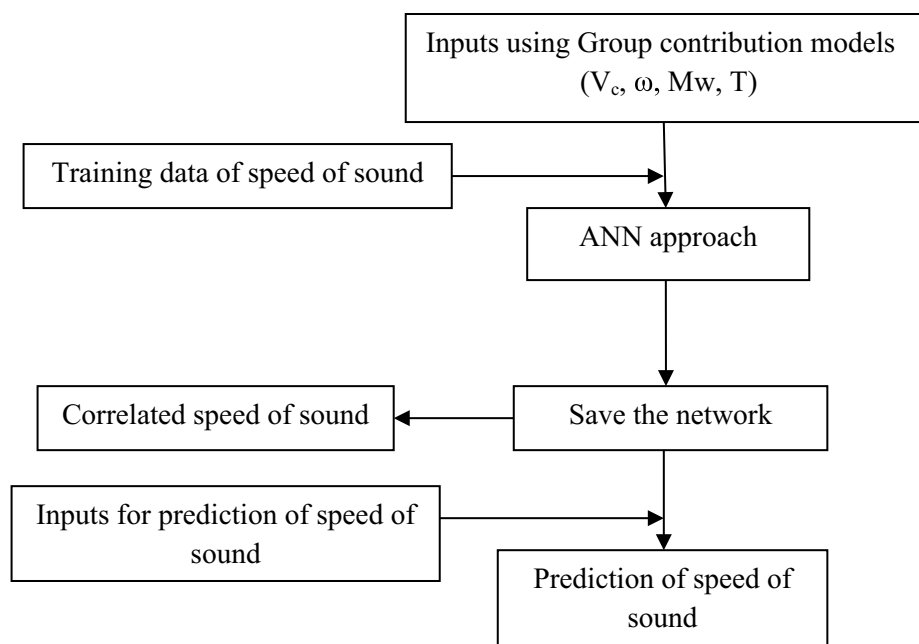 Inputs using Group contribution models
(Vc, ω, Mw, T)
Training data of speed of sound
ANN approach
Correlated speed of sound
Save the network
Inputs for prediction of speed of
sound
Prediction of speed of
sound